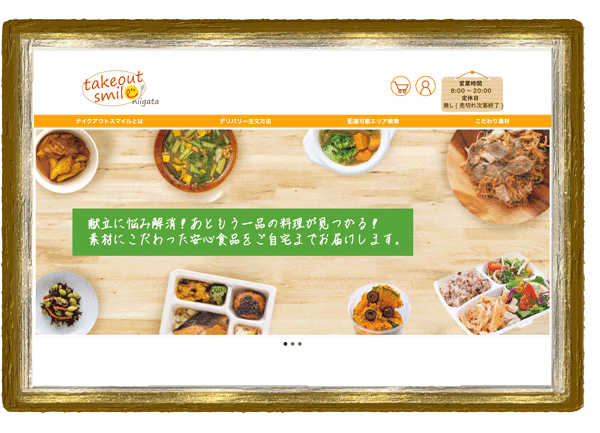 takeout
smile
niigata
営業時間
8:00～20:00
定休日
無し(売切れ次第終了)
テイクアウトスマイルとは
デリバリー注文方法
配達可能エリア検索
こだわり素材
献立に悩み解消!あともう一品の料理が見つかる!
素材にこだわった安心食品をご自宅までお届けします。